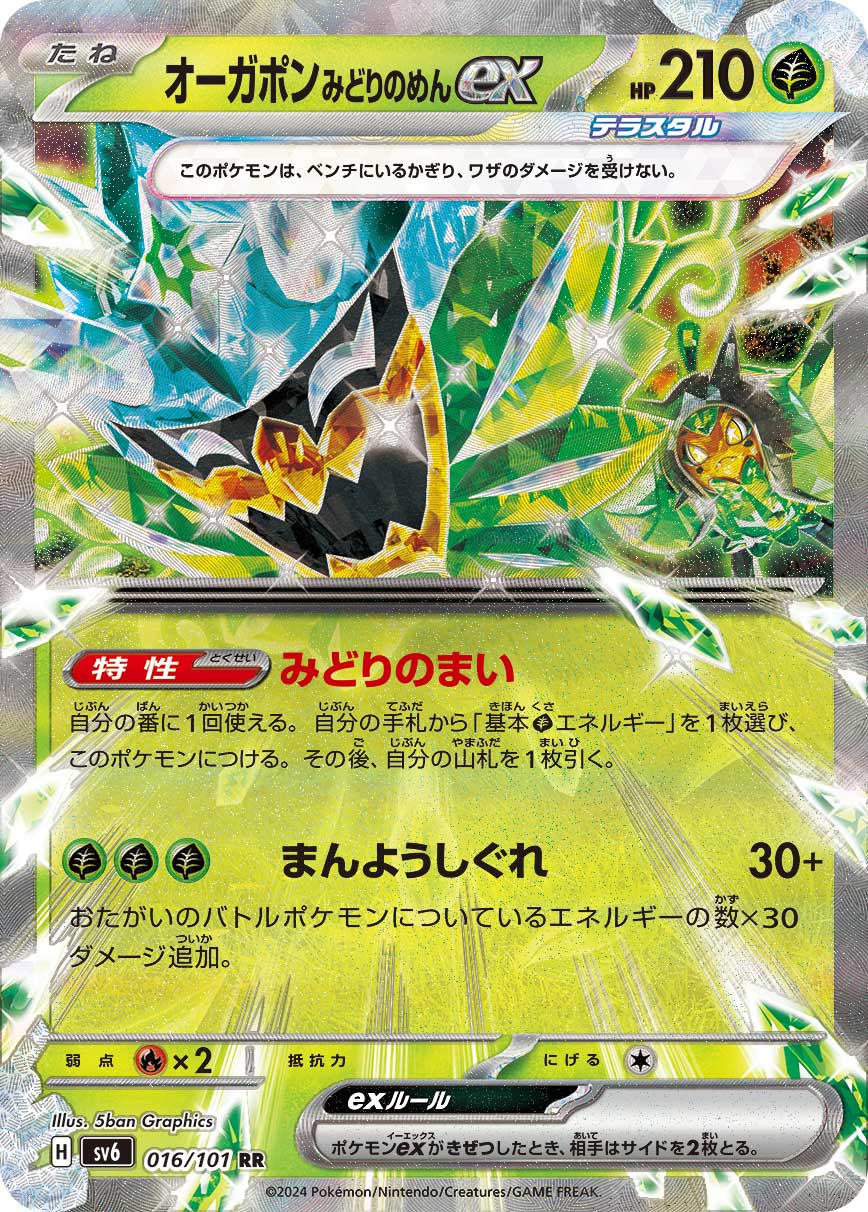 たね
オーガポン みどりのめん ex HP 210
テラスタル
このポケモンは、ベンチにいるかぎり、ワザのダメージを受けない。
特性 みどりのまい
自分の番に1回使える。自分の手札から「基本エネルギー」を1枚選び、
このポケモンにつける。その後、自分の山札を1枚引く。
まんようしぐれ 30+
おたがいのバトルポケモンについているエネルギーの数×30
ダメージ追加。
弱点 ×2 抵抗力 にげる
exルール
ポケモンexがきぜつしたとき、相手はサイドを2枚とる。
Illus. 5ban Graphics
H sv6 016/101 RR
©2024 Pokémon/Nintendo/Creatures/GAME FREAK.